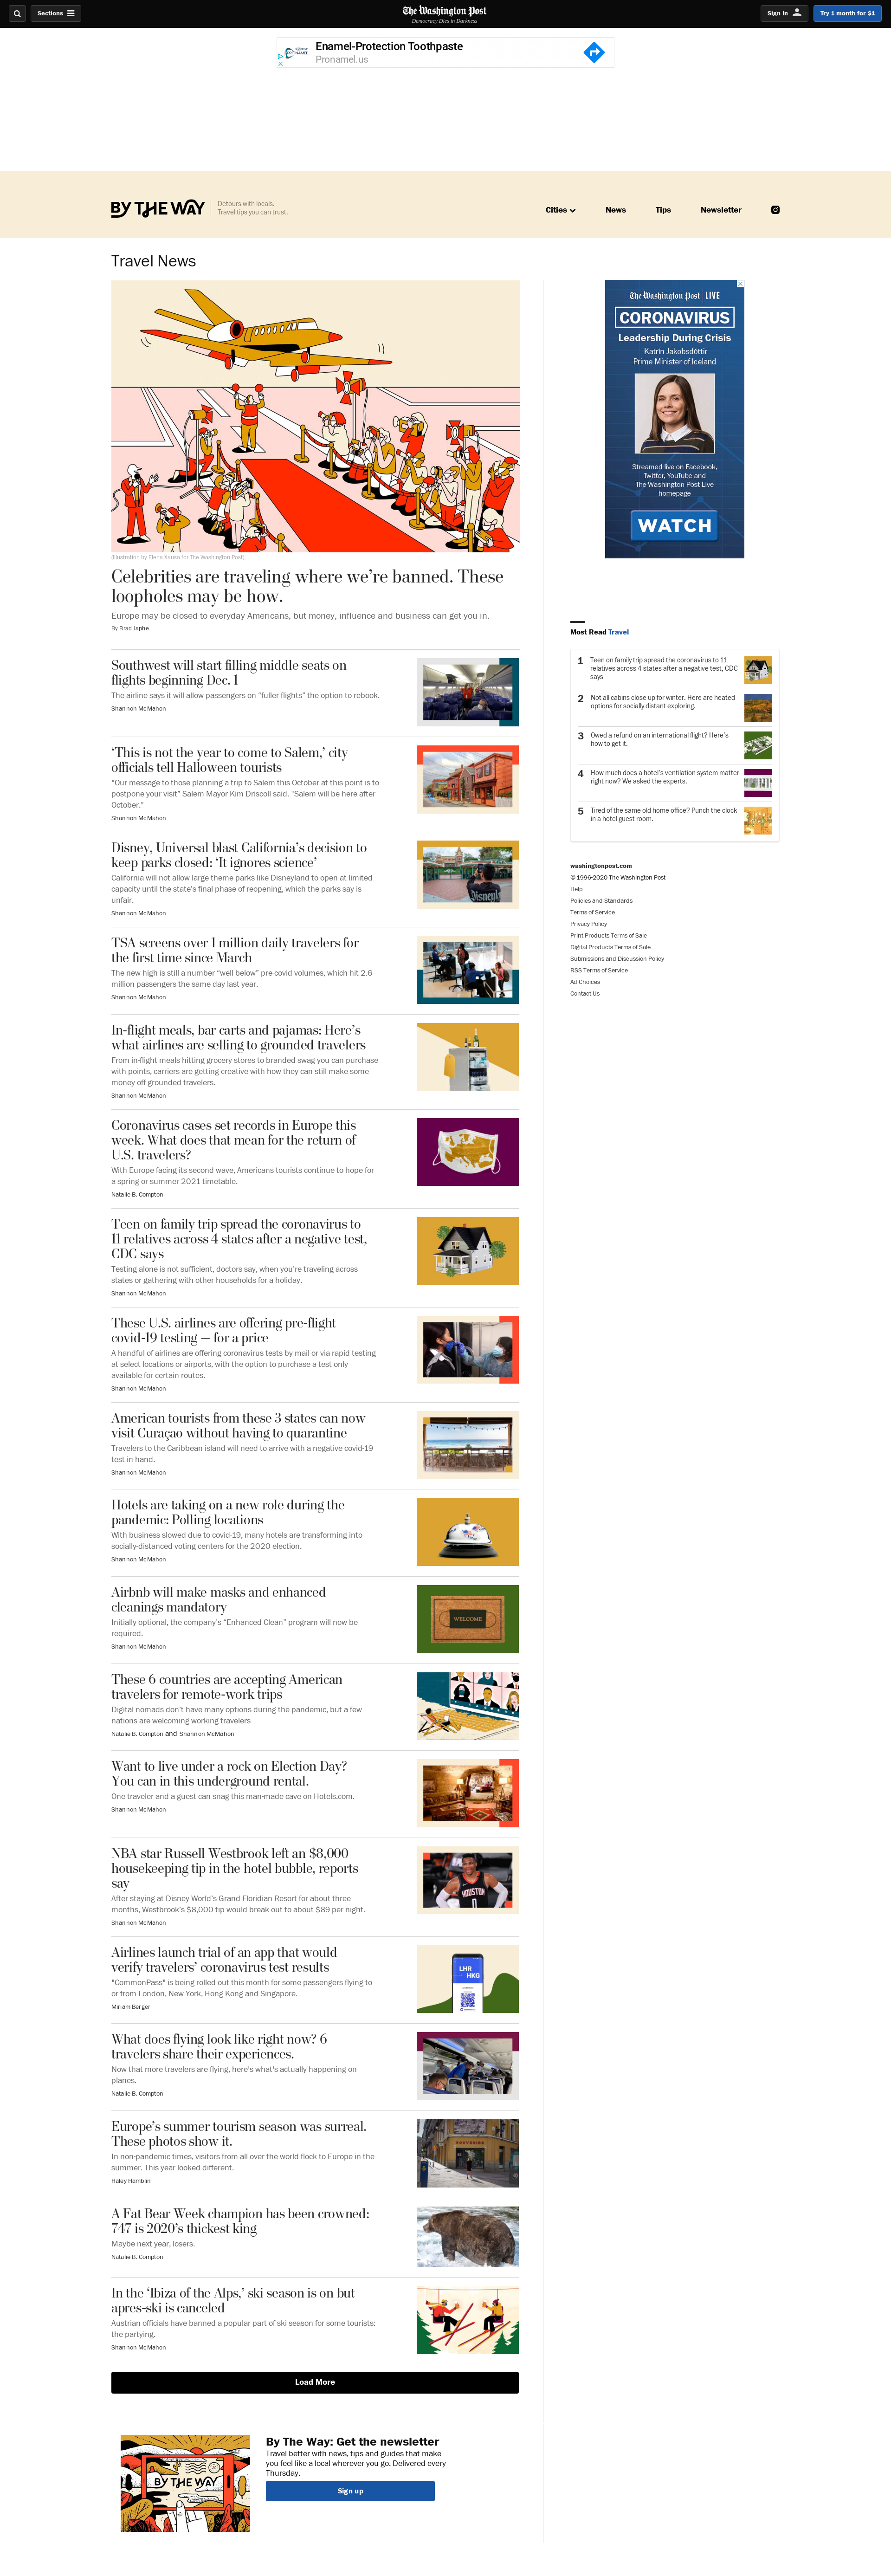 Sections
The Washington Post
Democracy Dies in Darkness
Sign In
Try 1 month for $1
Enamel-Protection Toothpaste
Pronamel.us
BY THE WAY
Detours with locals.
Travel tips you can trust.
Cities
News
Tips
Newsletter
Travel News
(Illustration by Elena Xausa for The Washington Post)
Celebrities are traveling where we’re banned. These
loopholes may be how.
Europe may be closed to everyday Americans, but money, influence and business can get you in.
By Brad Japhe
Southwest will start filling middle seats on
flights beginning Dec. 1
The airline says it will allow passengers on “fuller flights” the option to rebook.
Shannon McMahon
‘This is not the year to come to Salem,’ city
officials tell Halloween tourists
"Our message to those planning a trip to Salem this October at this point is to
postpone your visit” Salem Mayor Kim Driscoll said. "Salem will be here after
October."
Shannon McMahon
Disney, Universal blast California’s decision to
keep parks closed: ‘It ignores science’
California will not allow large theme parks like Disneyland to open at limited
capacity until the state’s final phase of reopening, which the parks say is
unfair.
Shannon McMahon
TSA screens over 1 million daily travelers for
the first time since March
The new high is still a number “well below” pre-covid volumes, which hit 2.6
million passengers the same day last year.
Shannon McMahon
In-flight meals, bar carts and pajamas: Here’s
what airlines are selling to grounded travelers
From in-flight meals hitting grocery stores to branded swag you can purchase
with points, carriers are getting creative with how they can still make some
money off grounded travelers.
Shannon McMahon
Coronavirus cases set records in Europe this
week. What does that mean for the return of
U.S. travelers?
With Europe facing its second wave, Americans tourists continue to hope for
a spring or summer 2021 timetable.
Natalie B. Compton
Teen on family trip spread the coronavirus to
11 relatives across 4 states after a negative test,
CDC says
Testing alone is not sufficient, doctors say, when you’re traveling across
states or gathering with other households for a holiday.
Shannon McMahon
These U.S. airlines are offering pre-flight
covid-19 testing — for a price
A handful of airlines are offering coronavirus tests by mail or via rapid testing
at select locations or airports, with the option to purchase a test only
available for certain routes.
Shannon McMahon
American tourists from these 3 states can now
visit Curaçao without having to quarantine
Travelers to the Caribbean island will need to arrive with a negative covid-19
test in hand.
Shannon McMahon
Hotels are taking on a new role during the
pandemic: Polling locations
With business slowed due to covid-19, many hotels are transforming into
socially-distanced voting centers for the 2020 election.
Shannon McMahon
Airbnb will make masks and enhanced
cleanings mandatory
Initially optional, the company’s “Enhanced Clean” program will now be
required.
Shannon McMahon
WELCOME
These 6 countries are accepting American
travelers for remote-work trips
Digital nomads don't have many options during the pandemic, but a few
nations are welcoming working travelers
Natalie B. Compton and Shannon McMahon
Want to live under a rock on Election Day?
You can in this underground rental.
One traveler and a guest can snag this man-made cave on Hotels.com.
Shannon McMahon
NBA star Russell Westbrook left an $8,000
housekeeping tip in the hotel bubble, reports
say
After staying at Disney World’s Grand Floridian Resort for about three
months, Westbrook’s $8,000 tip would break out to about $89 per night.
Shannon McMahon
HOUSTON
0
Airlines launch trial of an app that would
verify travelers’ coronavirus test results
"CommonPass" is being rolled out this month for some passengers flying to
or from London, New York, Hong Kong and Singapore.
Miriam Berger
LHR
HKG
What does flying look like right now? 6
travelers share their experiences.
Now that more travelers are flying, here's what's actually happening on
planes.
Natalie B. Compton
Europe’s summer tourism season was surreal.
These photos show it.
In non-pandemic times, visitors from all over the world flock to Europe in the
summer. This year looked different.
Haley Hamblin
A Fat Bear Week champion has been crowned:
747 is 2020’s thickest king
Maybe next year, losers.
Natalie B. Compton
In the ‘Ibiza of the Alps,’ ski season is on but
apres-ski is canceled
Austrian officials have banned a popular part of ski season for some tourists:
the partying.
Shannon McMahon
Load More
BY THE WAY
By The Way: Get the newsletter
Travel better with news, tips and guides that make
you feel like a local wherever you go. Delivered every
Thursday.
Sign up
The Washington Post LIVE
CORONAVIRUS
Leadership During Crisis
Katrín Jakobsdóttir
Prime Minister of Iceland
Streamed live on Facebook,
Twitter, YouTube and
The Washington Post Live
homepage
WATCH
Most Read Travel
1 Teen on family trip spread the coronavirus to 11
relatives across 4 states after a negative test, CDC
says
2 Not all cabins close up for winter. Here are heated
options for socially distant exploring.
3 Owed a refund on an international flight? Here’s
how to get it.
4 How much does a hotel’s ventilation system matter
right now? We asked the experts.
5 Tired of the same old home office? Punch the clock
in a hotel guest room.
washingtonpost.com
© 1996-2020 The Washington Post
Help
Policies and Standards
Terms of Service
Privacy Policy
Print Products Terms of Sale
Digital Products Terms of Sale
Submissions and Discussion Policy
RSS Terms of Service
Ad Choices
Contact Us